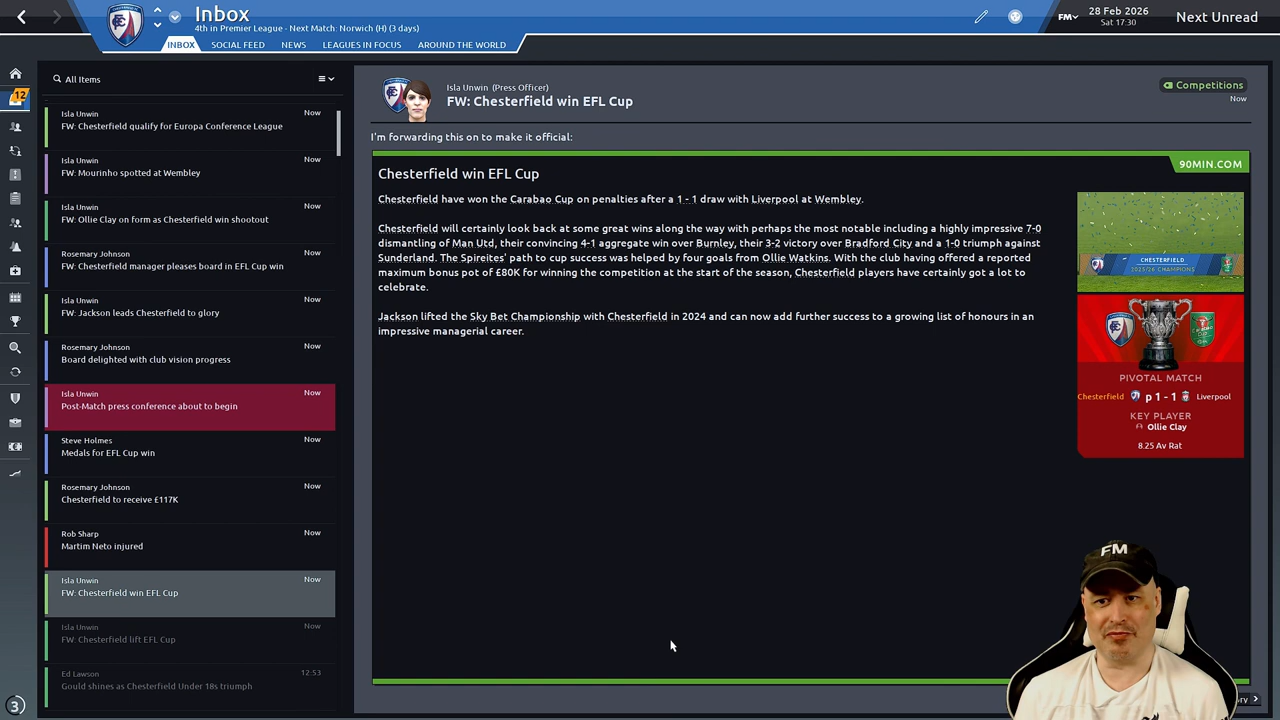 Inbox
4th in Premier League - Next Match: Norwich (H) (3 days)
FM
28 Feb 2026
Sat 17:30
Next Unread
INBOX
SOCIAL FEED
NEWS
LEAGUES IN FOCUS
AROUND THE WORLD
12
All Items
Isla Unwin
Now
FW: Chesterfield qualify for Europa Conference League
Isla Unwin
Now
FW: Mourinho spotted at Wembley
Isla Unwin
Now
FW: Ollie Clay on form as Chesterfield win shootout
Rosemary Johnson
Now
FW: Chesterfield manager pleases board in EFL Cup win
Isla Unwin
Now
FW: Jackson leads Chesterfield to glory
Rosemary Johnson
Now
Board delighted with club vision progress
Isla Unwin
Now
Post-Match press conference about to begin
Steve Holmes
Now
Medals for EFL Cup win
Rosemary Johnson
Now
Chesterfield to receive £117K
Rob Sharp
Now
Martim Neto injured
Isla Unwin
Now
FW: Chesterfield win EFL Cup
Isla Unwin
Now
FW: Chesterfield lift EFL Cup
Ed Lawson
12:53
Gould shines as Chesterfield Under 18s triumph
3
Isla Unwin (Press Officer)
FW: Chesterfield win EFL Cup
Competitions
Now
I'm forwarding this on to make it official:
90MIN.COM
Chesterfield win EFL Cup
Chesterfield have won the Carabao Cup on penalties after a 1 - 1 draw with Liverpool at Wembley.
Chesterfield will certainly look back at some great wins along the way with perhaps the most notable including a highly impressive 7-0
dismantling of Man Utd, their convincing 4-1 aggregate win over Burnley, their 3-2 victory over Bradford City and a 1-0 triumph against
Sunderland. The Spireites' path to cup success was helped by four goals from Ollie Watkins. With the club having offered a reported
maximum bonus pot of £80K for winning the competition at the start of the season, Chesterfield players have certainly got a lot to
celebrate.
Jackson lifted the Sky Bet Championship with Chesterfield in 2024 and can now add further success to a growing list of honours in an
impressive managerial career.
CHESTERFIELD
2025/26 CHAMPIONS
PIVOTAL MATCH
Chesterfield p 1 - 1 Liverpool
KEY PLAYER
Ollie Clay
8.25 Av Rat
FM